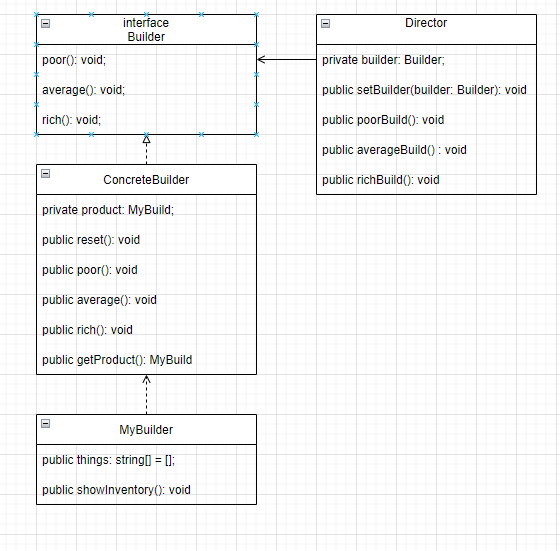 interface
Builder
poor(): void;
average(): void;
rich(): void;
Director
private builder: Builder;
public setBuilder(builder: Builder): void
public poorBuild(): void
public averageBuild() : void
public richBuild(): void
ConcreteBuilder
private product: MyBuild;
public reset(): void
public poor(): void
public average(): void
public rich(): void
public getProduct(): MyBuild
MyBuilder
public things: string[] = [];
public showInventory(): void